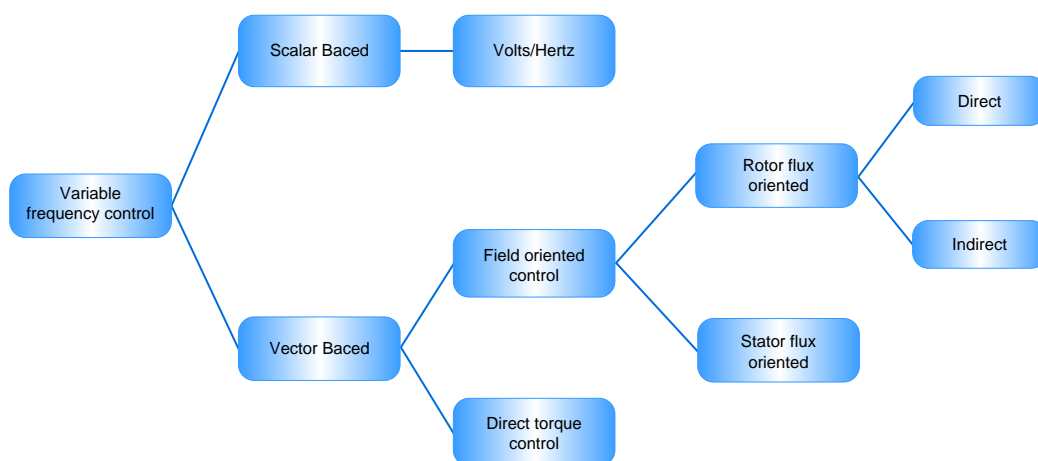 Scalar Baced
Volts/Hertz
Direct
Rotor flux
oriented
Variable
frequency control
Field oriented
control
Indirect
Vector Baced
Stator flux
oriented
Direct torque
control